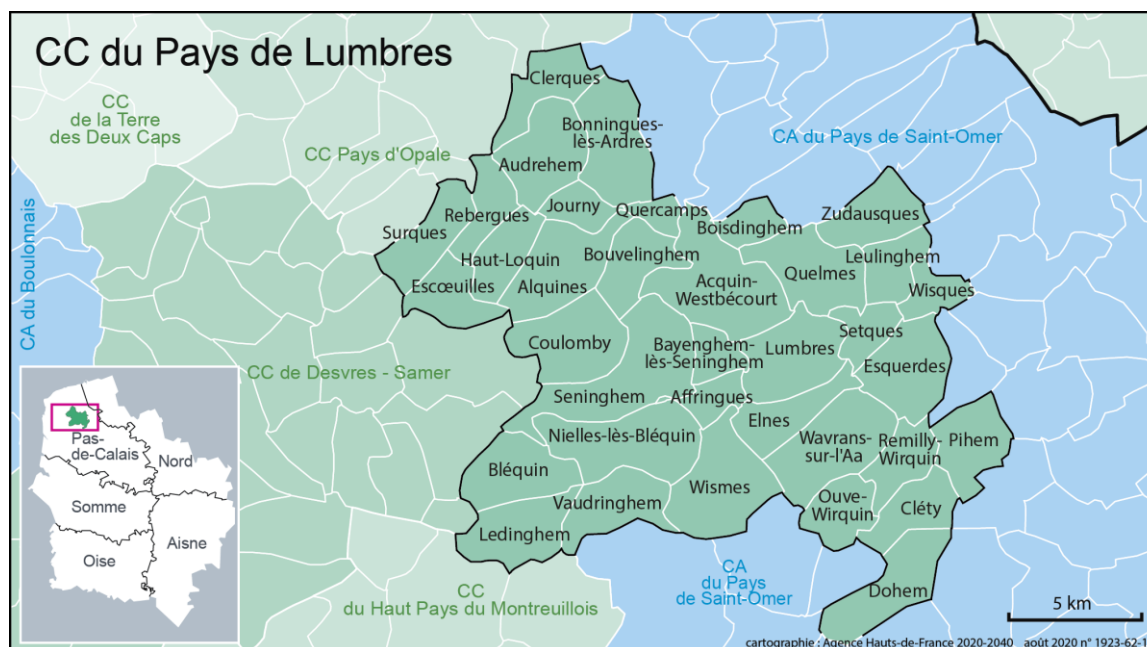 CC du Pays de Lumbres
CC
de la Terre
des Deux Caps
CC Pays d'Opale
CA du Pays de Saint-Omer
CA du Boulonnais
Clerques
Bonningues-
lès-Ardres
Audrehem
Journy
Quercamps
Rebergues
Surques
Boisdinghem
Zudausques
Haut-Loquin
Bouvelinghem
Leulinghem
Escœuilles
Alquines
Quelmes
Acquin-
Westbécourt
Wisques
Coulomby
Bayenghem-
lès-Seninghem
Lumbres
Setques
Esquerdes
CC de Desvres - Samer
Seninghem
Affringues
Elnes
Nielles-lès-Bléquin
Wavrans-
sur-l'Aa
Remilly-
Wirquin
Pihem
Bléquin
Vaudringhem
Wismes
Ouve-
Wirquin
Cléty
Ledinghem
Dohem
CA
du Pays
de Saint-Omer
CC
du Haut Pays du Montreuillois
Pas-
de-Calais
Nord
Somme
Aisne
Oise
5 km
cartographie : Agence Hauts-de-France 2020-2040 août 2020 n° 1923-62-1